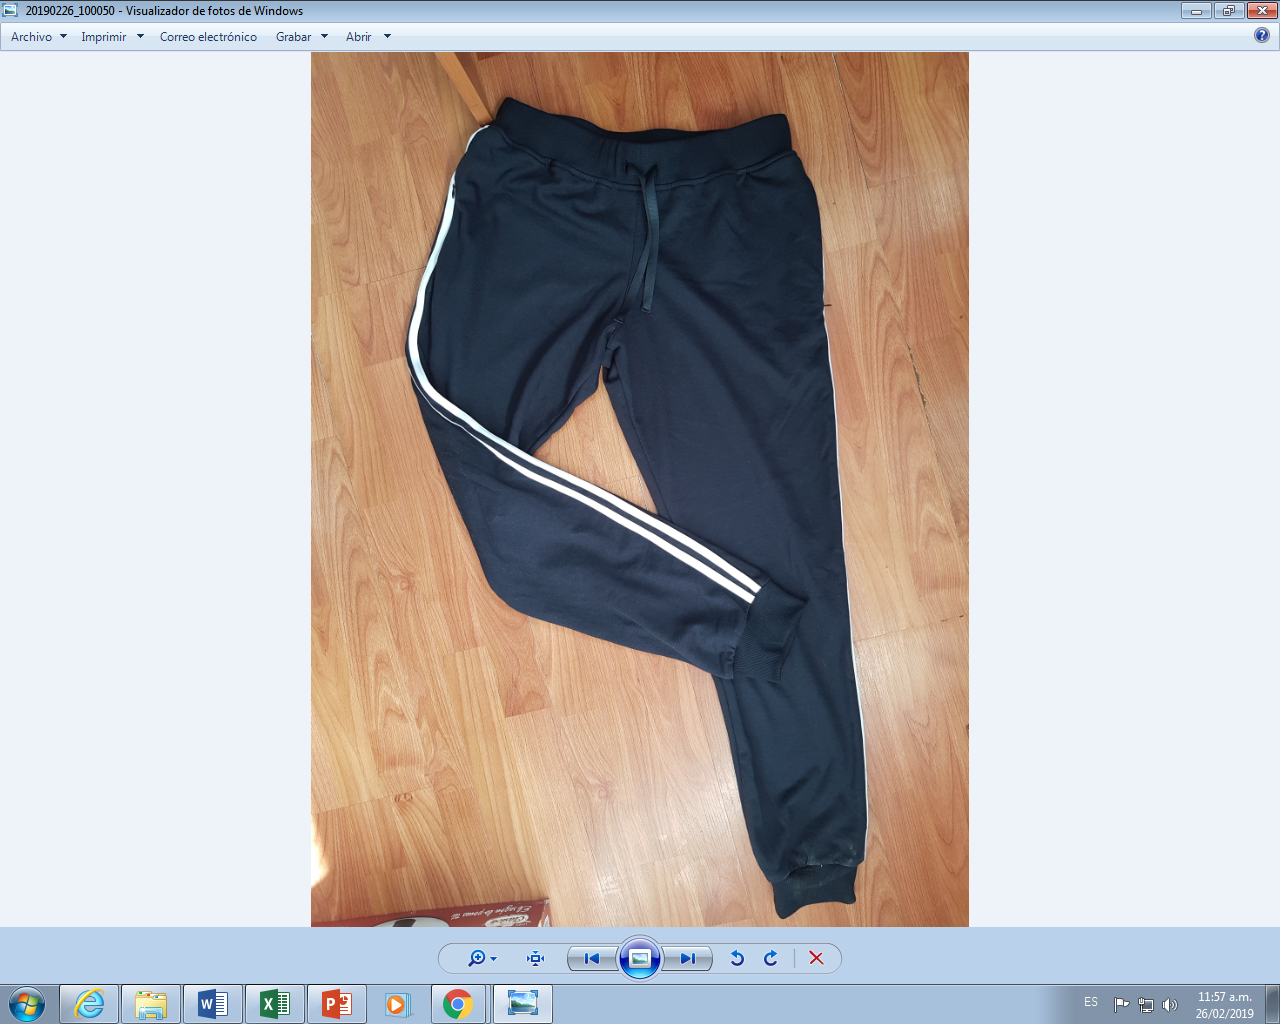 20190226_100050 - Visualizador de fotos de Windows
Archivo Imprimir Correo electrónico Grabar Abrir
ES
11:57 a.m.
26/02/2019